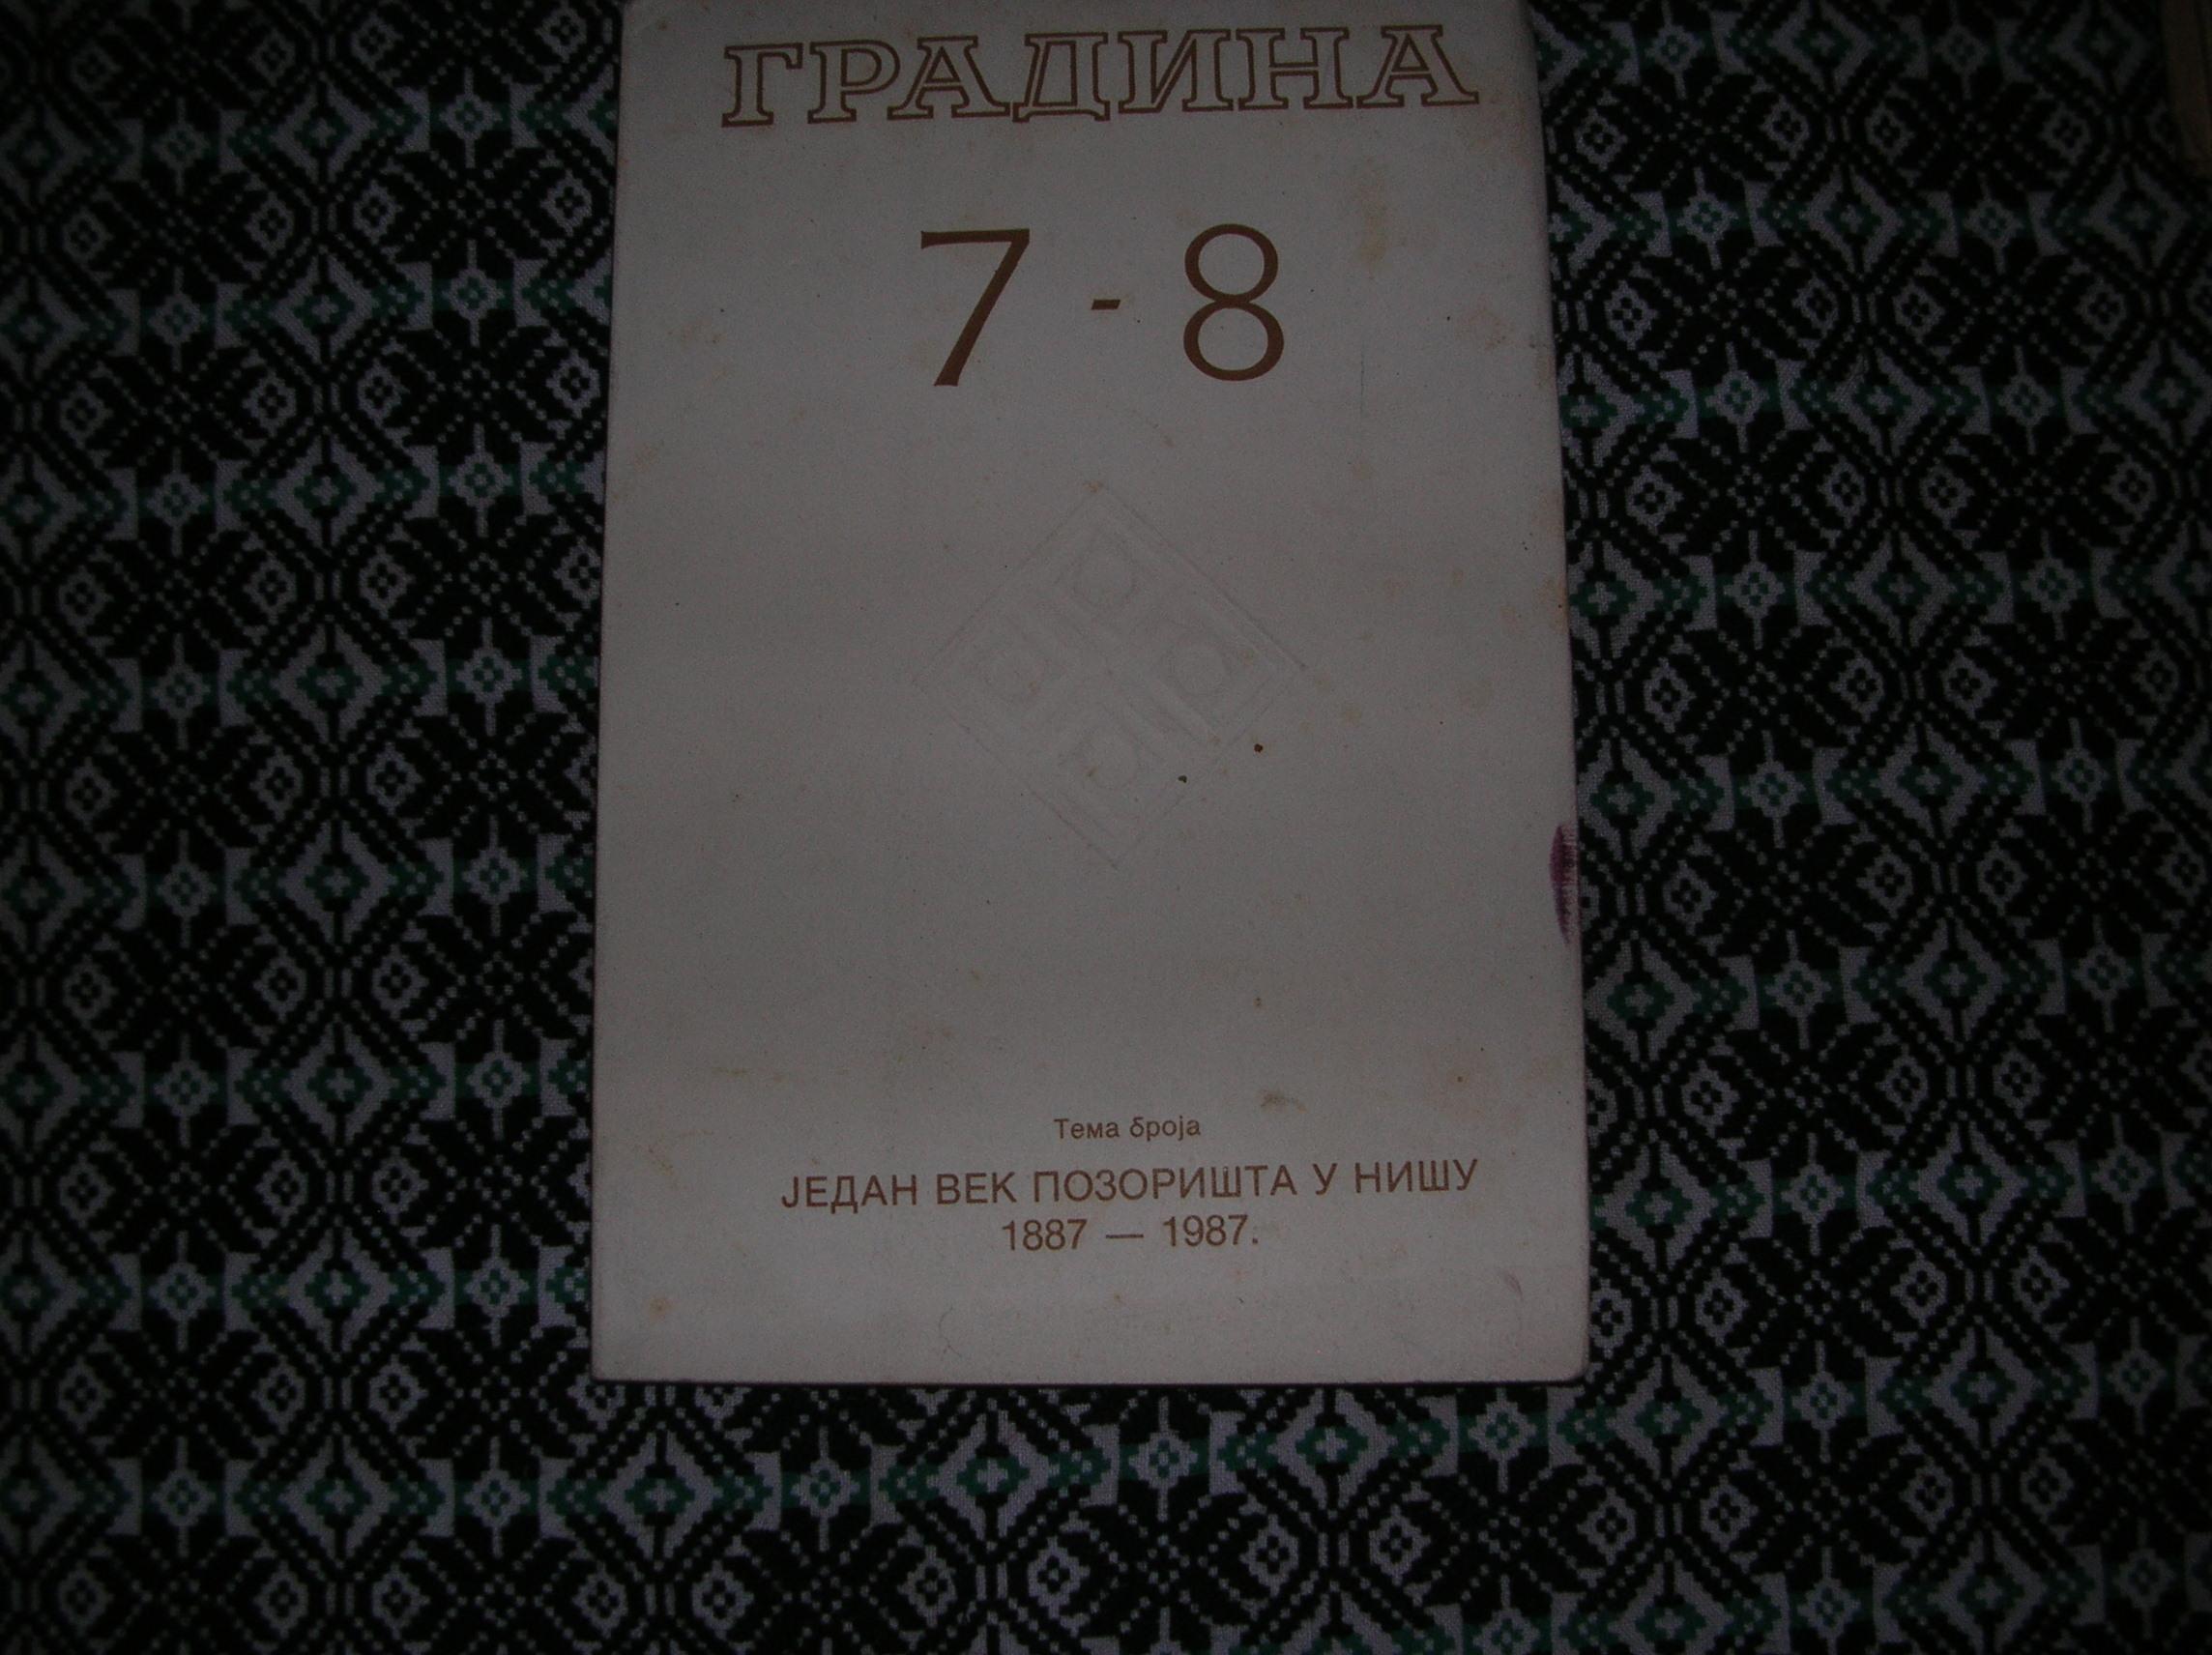 ГРАДИНА
7 - 8
Тема броја
ЈЕДАН ВЕК ПОЗОРИШТА У НИШУ
1887 — 1987.